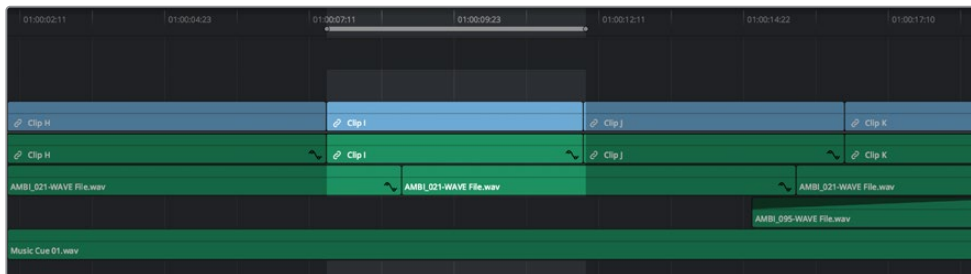 01:00:02:11 01:00:04:23 01:00:07:11 01:00:09:23 01:00:12:11 01:00:14:22 01:00:17:10
Clip H Clip I Clip J Clip K
Clip H Clip I Clip J Clip K
AMBI_021-WAVE File.wav AMBI_021-WAVE File.wav AMBI_021-WAVE File.wav
AMBI_095-WAVE File.wav
Music Cue 01.wav